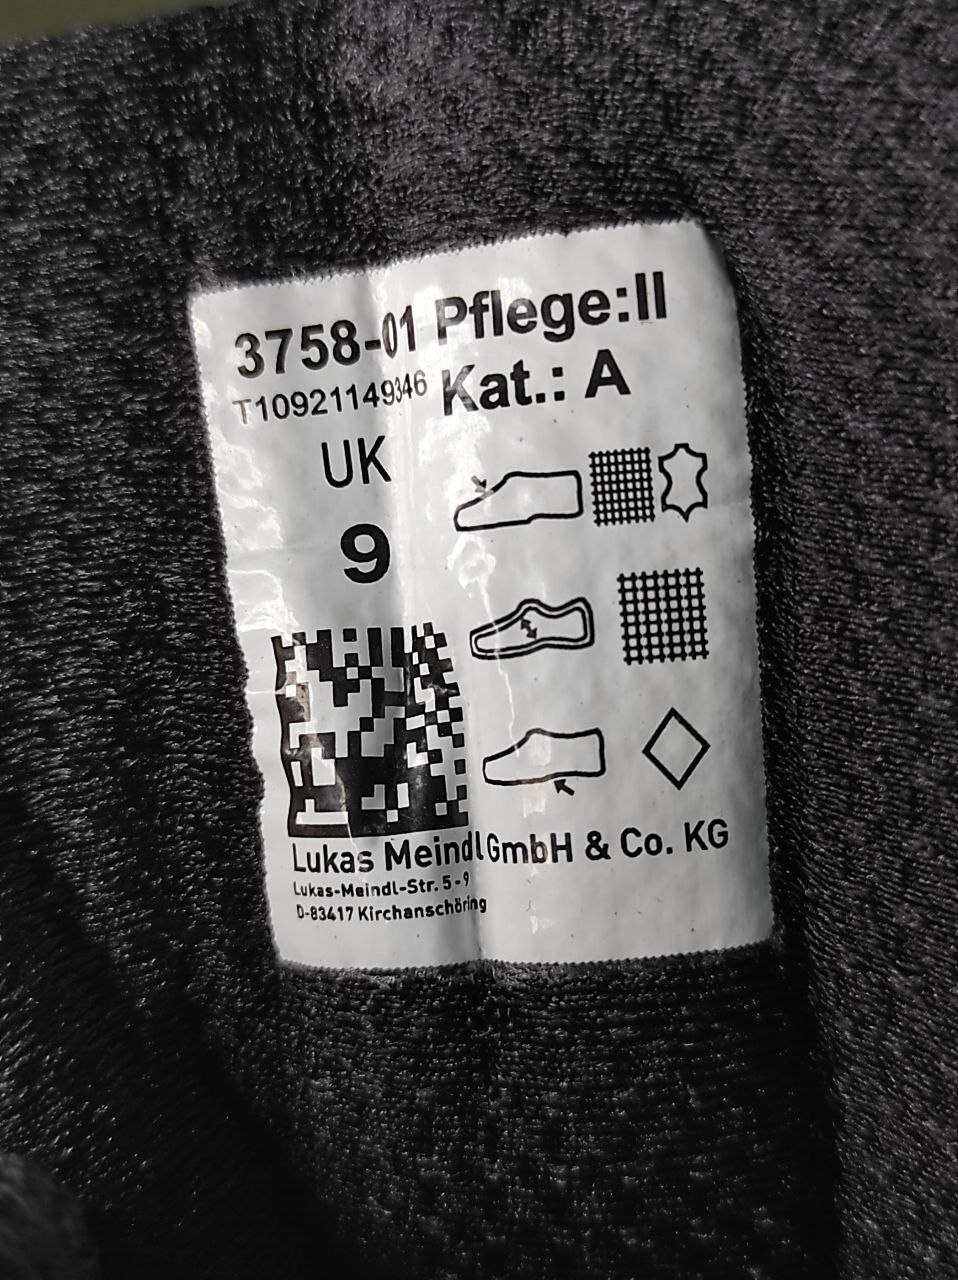 3758-01 Pflege:II
T10921149346 Kat.: A
UK
9
Lukas Meindl GmbH & Co. KG
Lukas-Meindl-Str. 5-9
D-83417 Kirchanschöring